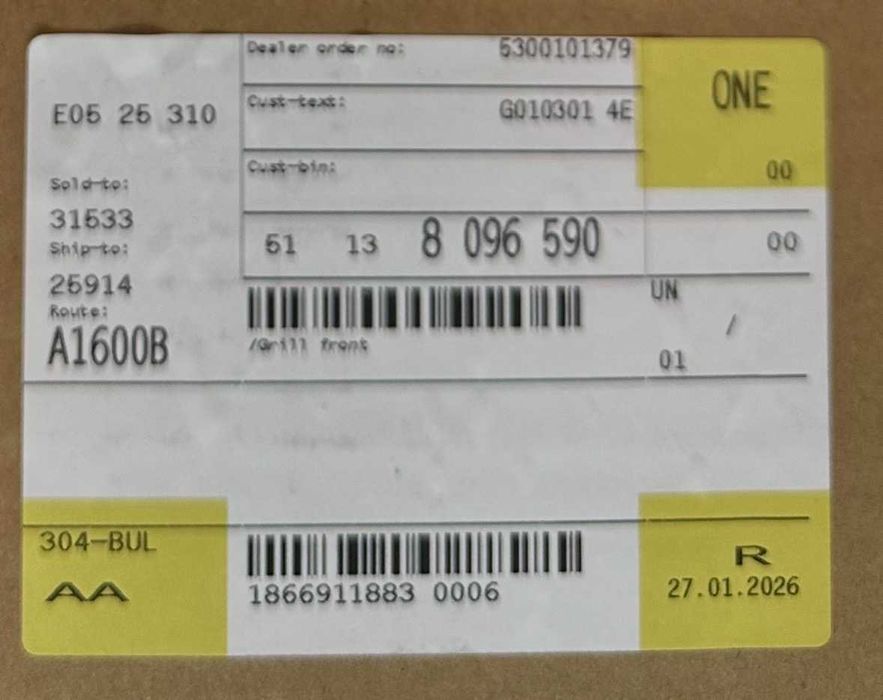 Dealer order no: 5300101379
ONE
E05 25 310
Cust-text: G010301 4E
Cust-bin:
00
Sold-to:
31533
Ship-to:
51 13 8 096 590 00
25914
UN
Route:
A1600B
/Grill front
/
01
304-BUL
R
AA
1866911883 0006
27.01.2026